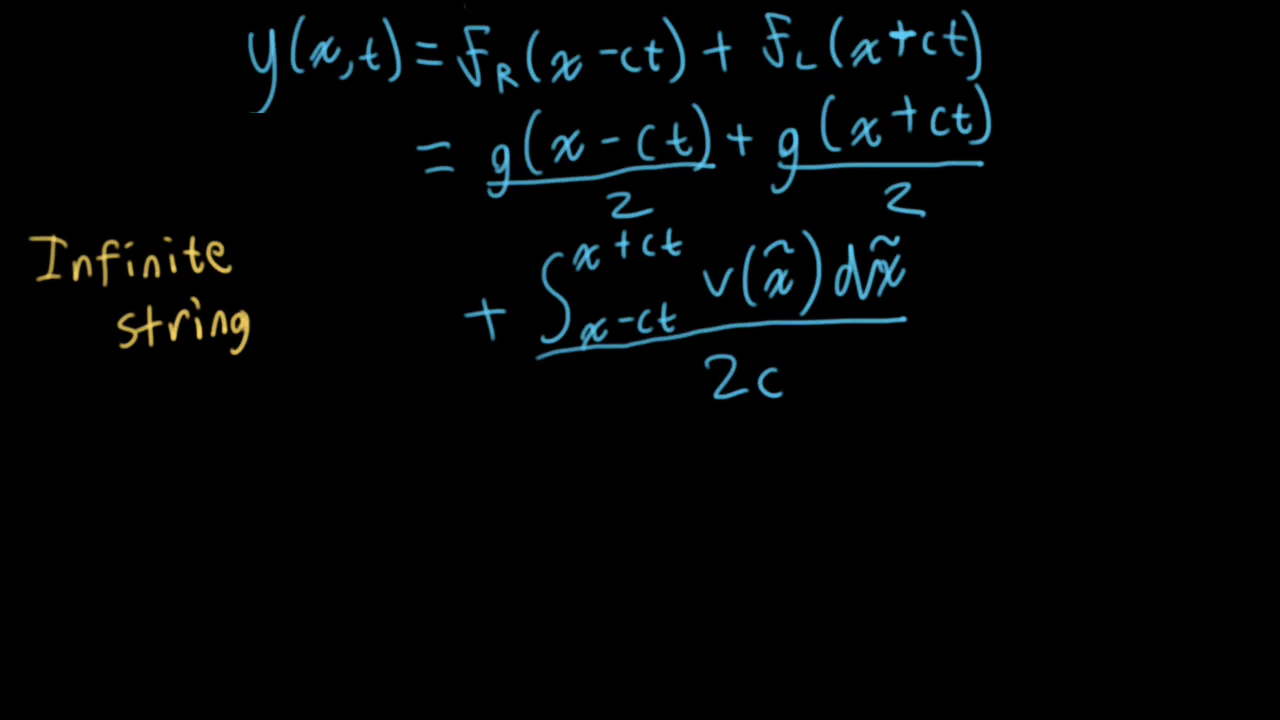 y(x,t) = F_R(x-ct) + F_L(x+ct)
= g(x-ct)/2 + g(x+ct)/2
Infinite
string
+ ∫_{x-ct}^{x+ct} v(x̃)dx̃ / 2c